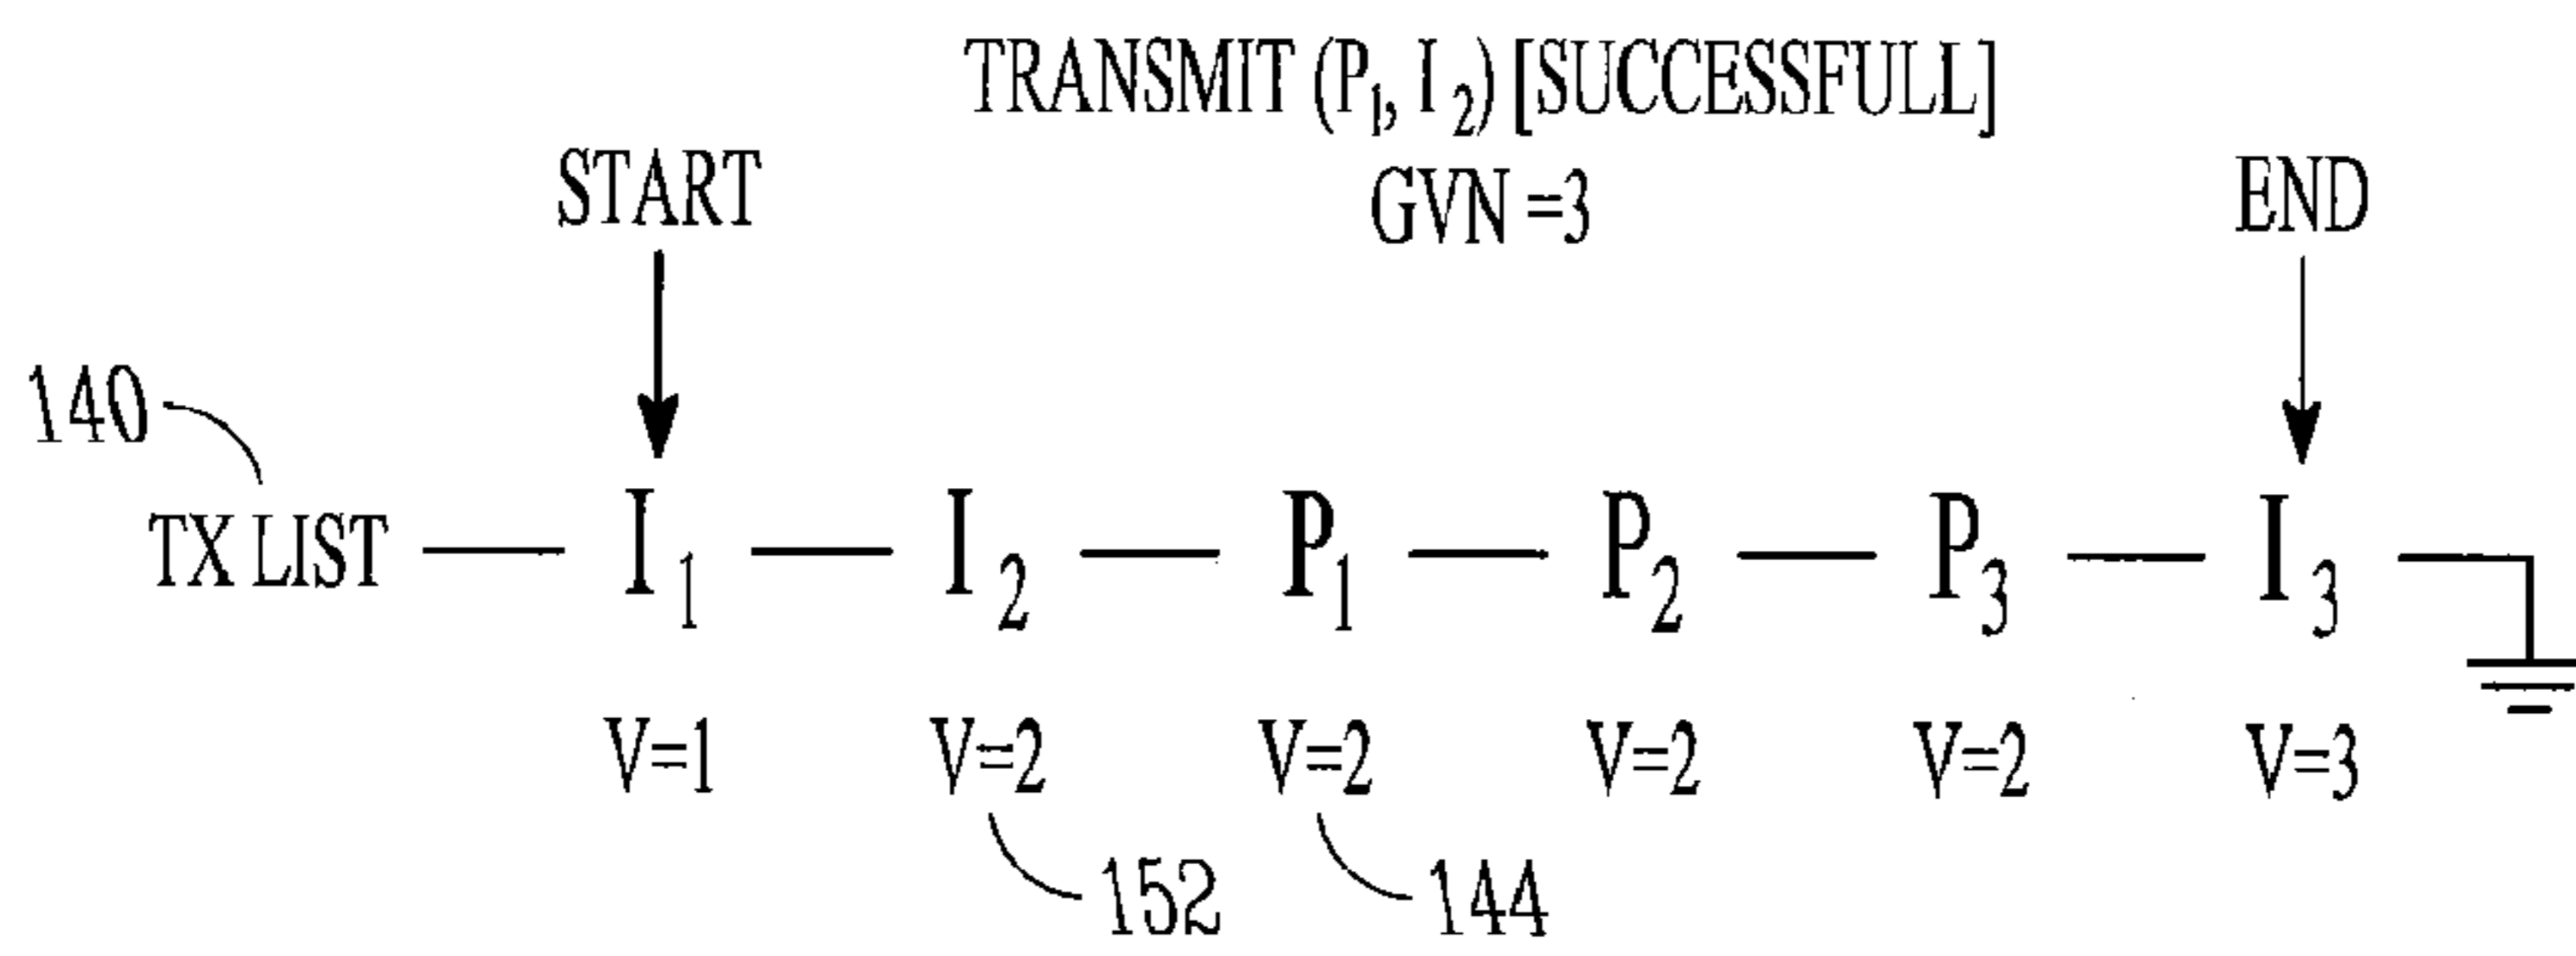 TRANSMIT (P1, I2) [SUCCESSFULL]
START
GVN =3
END
140
TX LIST I1 I2 P1 P2 P3 I3
V=1 V=2 V=2 V=2 V=2 V=3
152 144